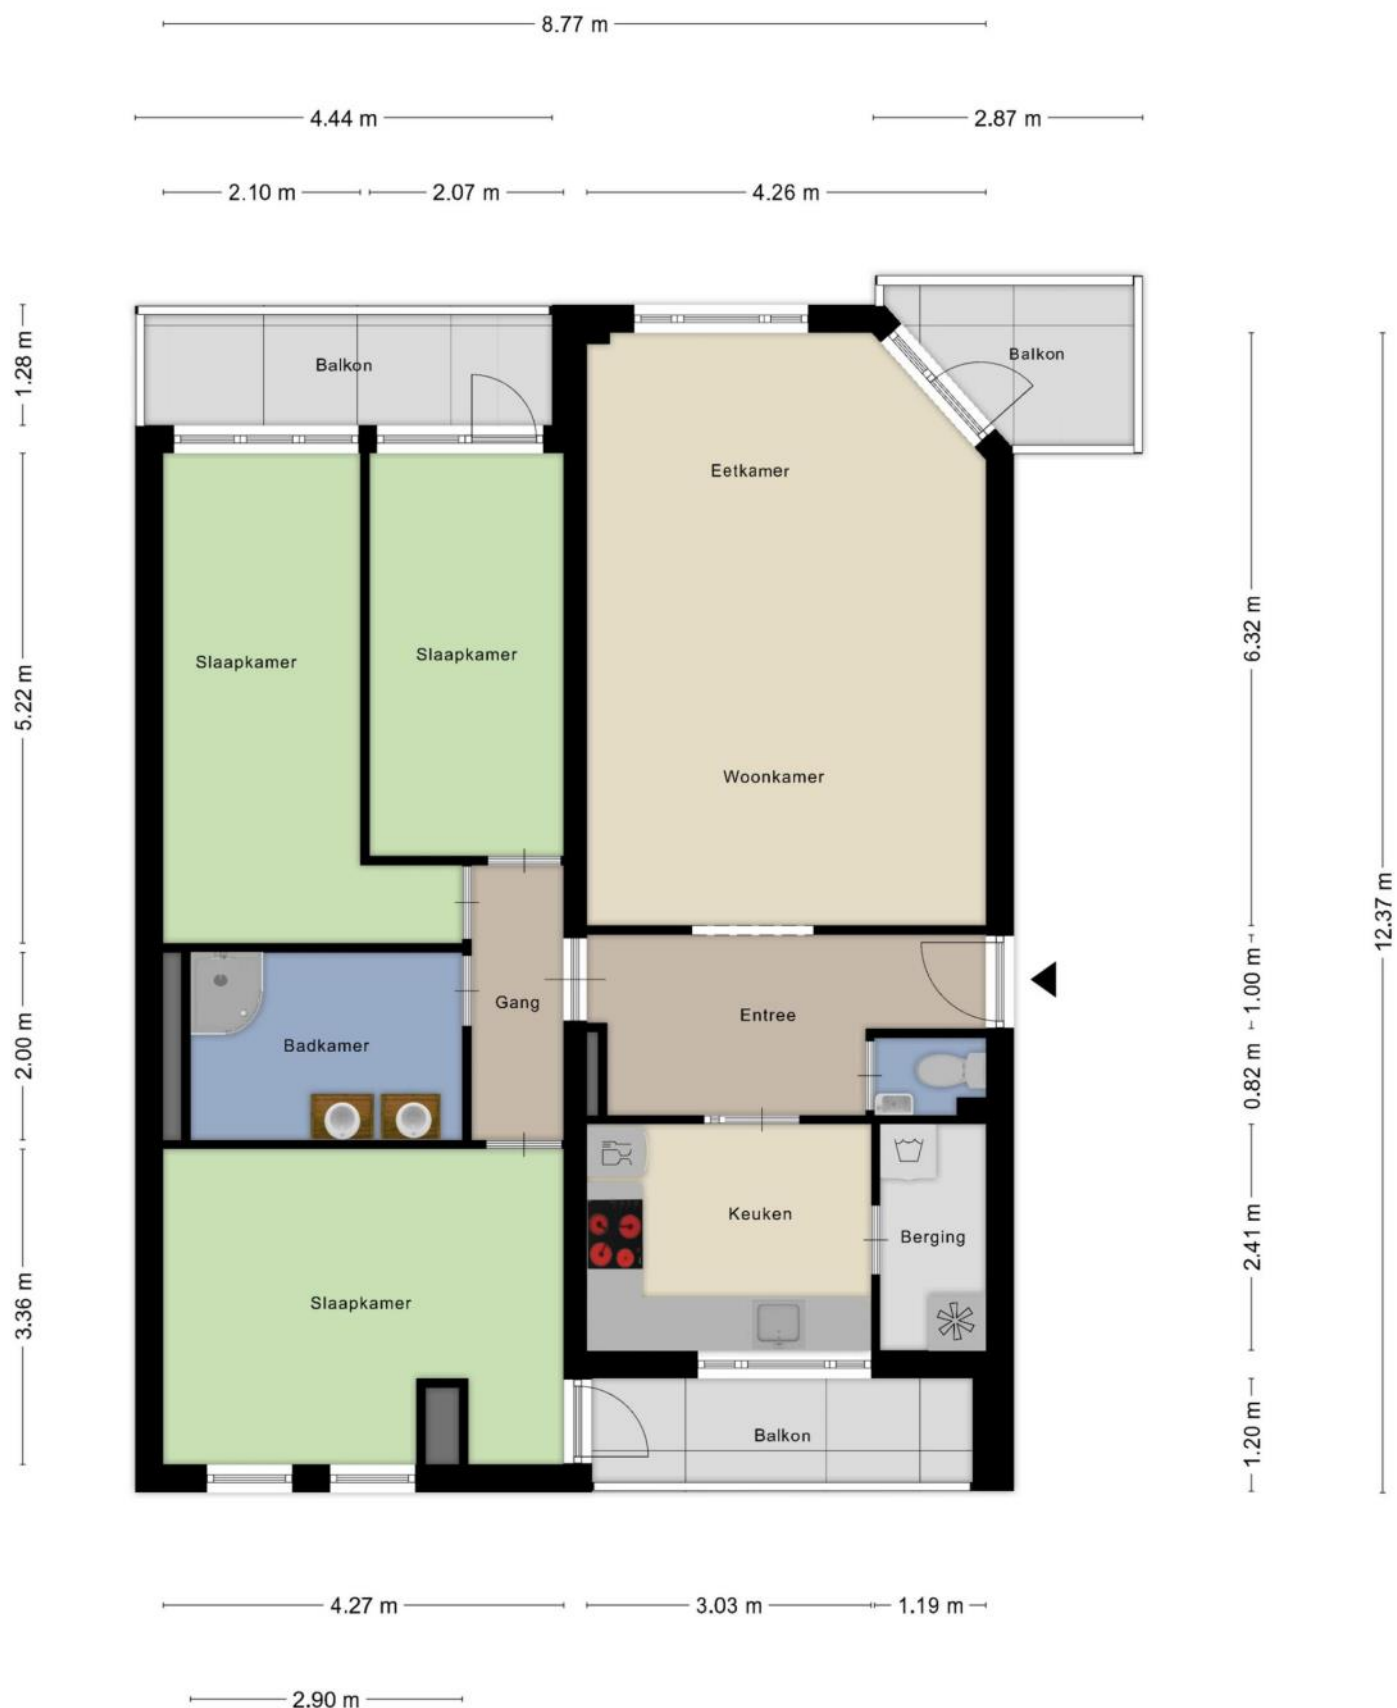 8.77 m
4.44 m
2.87 m
2.10 m
2.07 m
4.26 m
1.28 m
Balkon
Balkon
Eetkamer
5.22 m
6.32 m
Slaapkamer
Slaapkamer
Woonkamer
12.37 m
2.00 m
Gang
Entree
1.00 m
Badkamer
0.82 m
Keuken
Berging
2.41 m
3.36 m
Slaapkamer
Balkon
1.20 m
4.27 m
3.03 m
1.19 m
2.90 m